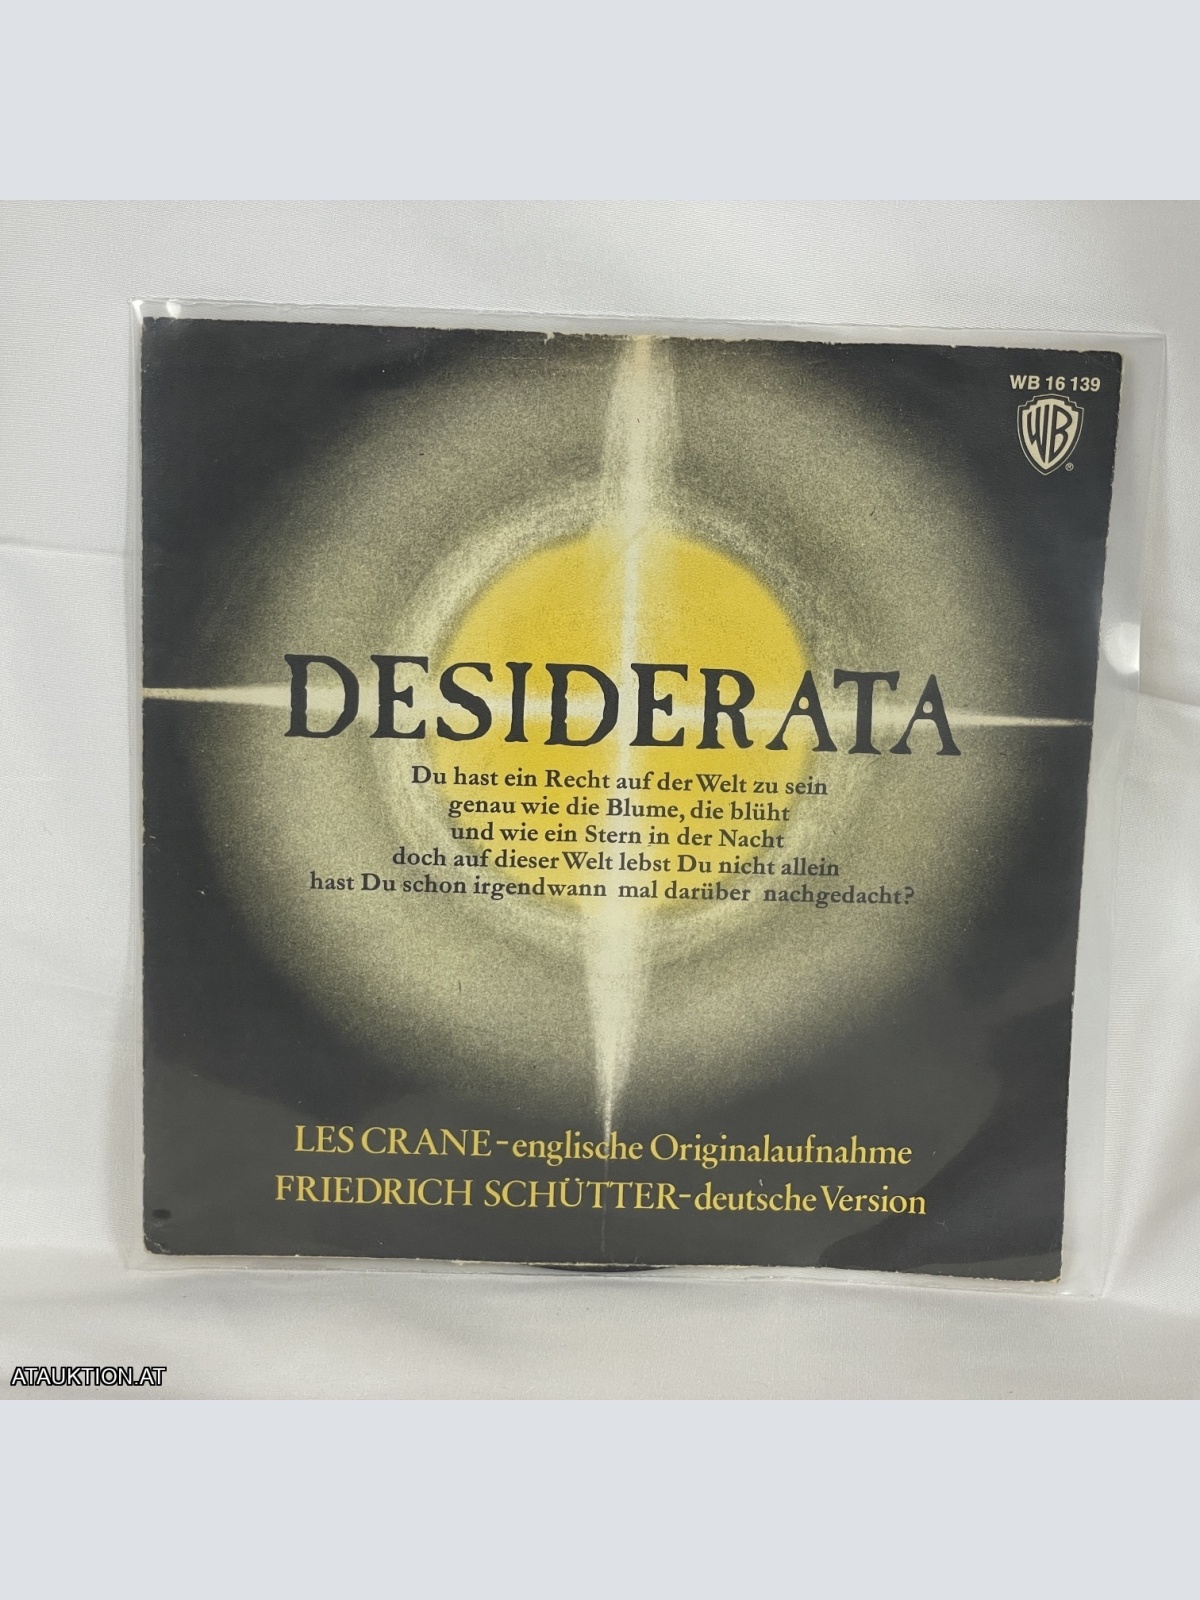 WB 16 139
WB
®
DESIDERATA
Du hast ein Recht auf der Welt zu sein
genau wie die Blume, die blüht
und wie ein Stern in der Nacht
doch auf dieser Welt lebst Du nicht allein
hast Du schon irgendwann mal darüber nachgedacht?
LES CRANE-englische Originalaufnahme
FRIEDRICH SCHÜTTER-deutsche Version
ATAUKTION.AT